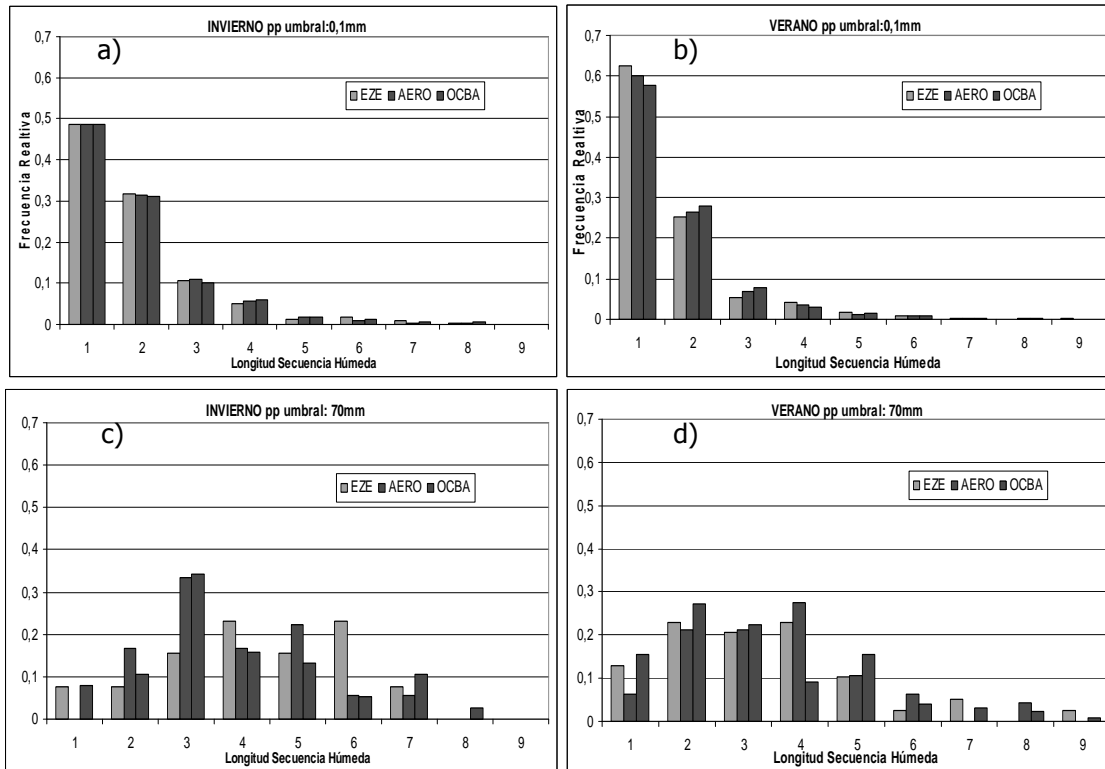 INVIERNO pp umbral:0,1mm
a)
0,7
0,6
0,5
0,4
0,3
0,2
0,1
0
Frecuencia Realtiva
EZE AERO OCBA
1 2 3 4 5 6 7 8 9
Longitud Secuencia Húmeda
VERANO pp umbral:0,1mm
b)
0,7
0,6
0,5
0,4
0,3
0,2
0,1
0
Frecuencia Realtiva
EZE AERO OCBA
1 2 3 4 5 6 7 8 9
Longitud Secuencia Húmeda
INVIERNO pp umbral: 70mm
c)
0,7
0,6
0,5
0,4
0,3
0,2
0,1
0
EZE AERO OCBA
1 2 3 4 5 6 7 8 9
Longitud Secuencia Húmeda
VERANO pp umbral: 70mm
d)
0,7
0,6
0,5
0,4
0,3
0,2
0,1
0
EZE AERO OCBA
1 2 3 4 5 6 7 8 9
Longitud Secuencia Húmeda